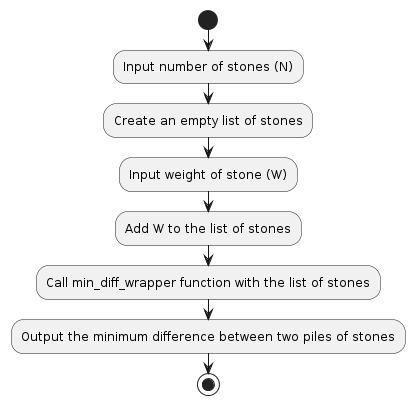 Input number of stones (N)
Create an empty list of stones
Input weight of stone (W)
Add W to the list of stones
Call min_diff_wrapper function with the list of stones
Output the minimum difference between two piles of stones